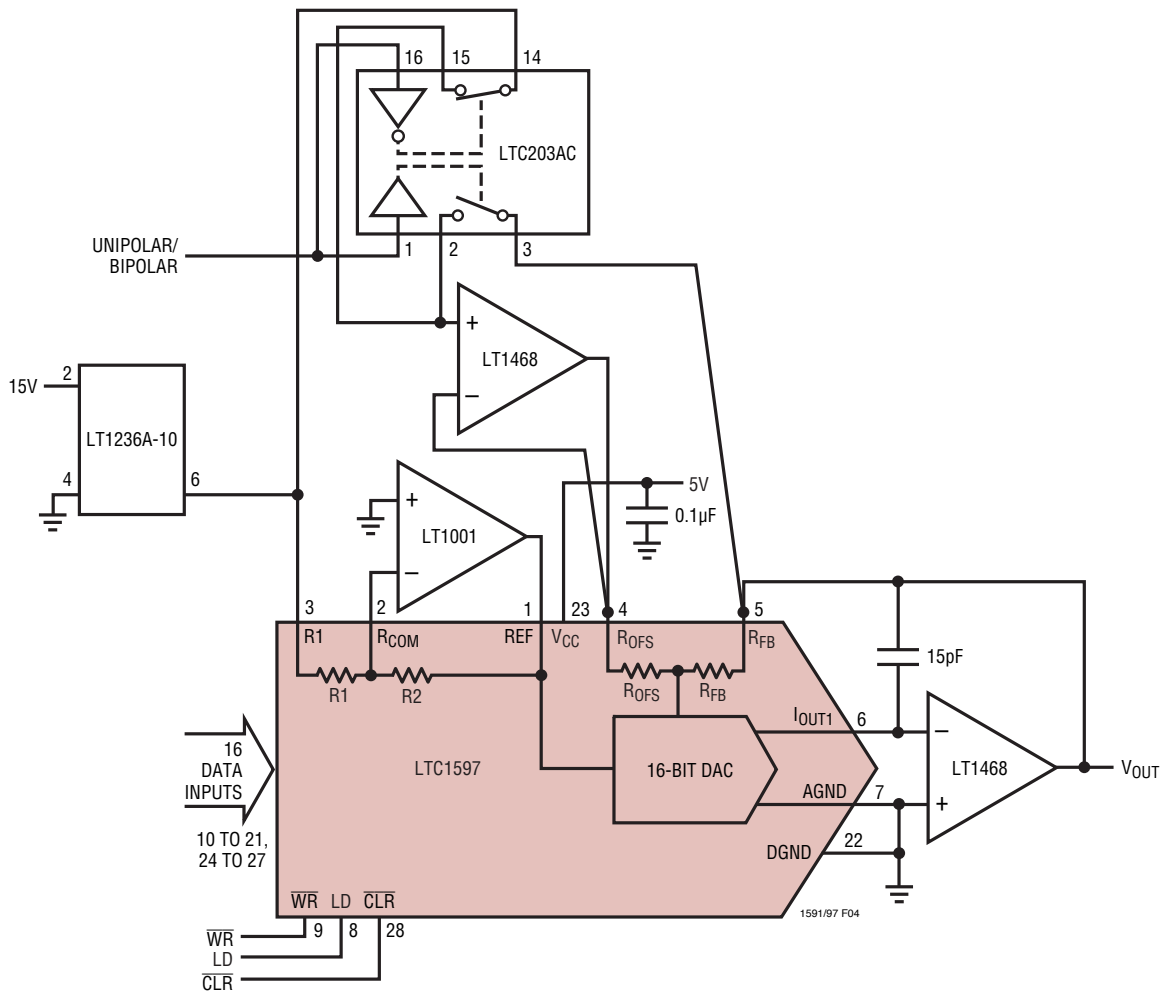 16
15
14
LTC203AC
UNIPOLAR/
BIPOLAR
1
2
3
+
LT1468
–
15V
2
LT1236A-10
4
6
+
LT1001
–
5V
0.1µF
3
2
1
23
4
5
R1
RCOM
REF
VCC
ROFS
RFB
R1
R2
ROFS
RFB
15pF
IOUT1
6
–
16
DATA
INPUTS
LTC1597
16-BIT DAC
LT1468
VOUT
AGND
7
+
10 TO 21,
24 TO 27
DGND
22
WR
LD
CLR
1591/97 F04
9
8
28
WR
LD
CLR